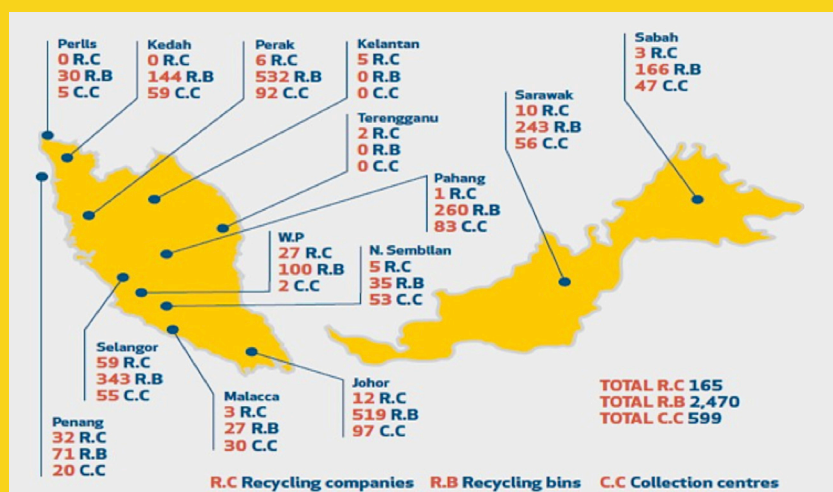 Perlis
0 R.C
30 R.B
5 C.C
Kedah
0 R.C
144 R.B
59 C.C
Perak
6 R.C
532 R.B
92 C.C
Kelantan
5 R.C
0 R.B
0 C.C
Terengganu
2 R.C
0 R.B
0 C.C
Pahang
1 R.C
260 R.B
83 C.C
W.P
27 R.C
100 R.B
2 C.C
N. Sembilan
5 R.C
35 R.B
53 C.C
Sarawak
10 R.C
243 R.B
56 C.C
Sabah
3 R.C
166 R.B
47 C.C
Selangor
59 R.C
343 R.B
55 C.C
Penang
32 R.C
71 R.B
20 C.C
Malacca
3 R.C
27 R.B
30 C.C
Johor
12 R.C
519 R.B
97 C.C
TOTAL R.C 165
TOTAL R.B 2,470
TOTAL C.C 599
R.C Recycling companies R.B Recycling bins C.C Collection centres